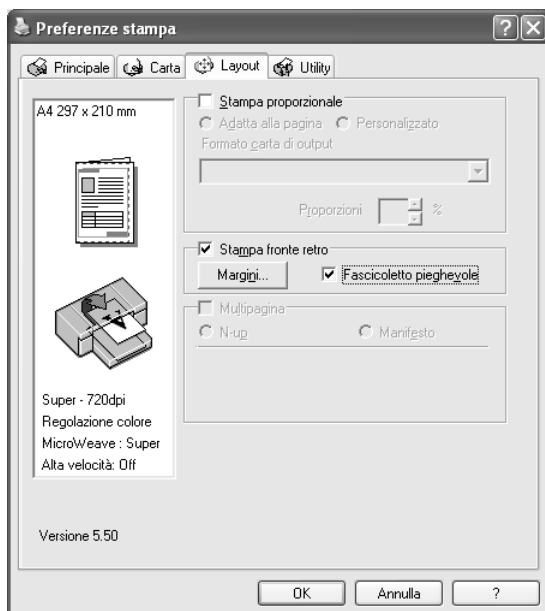 Preferenze stampa
Principale Carta Layout Utility
A4 297 x 210 mm
Stampa proporzionale
Adatta alla pagina Personalizzato
Formato carta di output
Proporzioni %
Stampa fronte retro
Margini... Fascicoletto pieghevole
Multipagina
N-up Manifesto
Super - 720dpi
Regolazione colore
MicroWeave : Super
Alta velocità: Off
Versione 5.50
OK Annulla ?